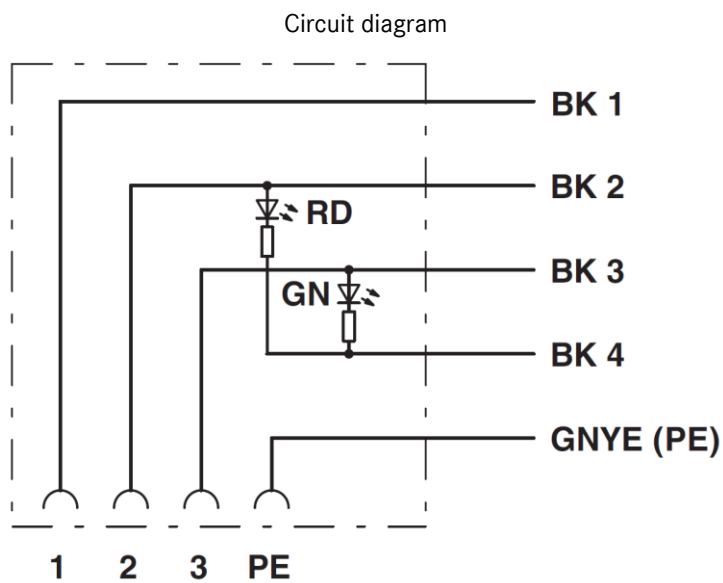 Circuit diagram
BK 1
BK 2
RD
BK 3
GN
BK 4
GNYE (PE)
1 2 3 PE